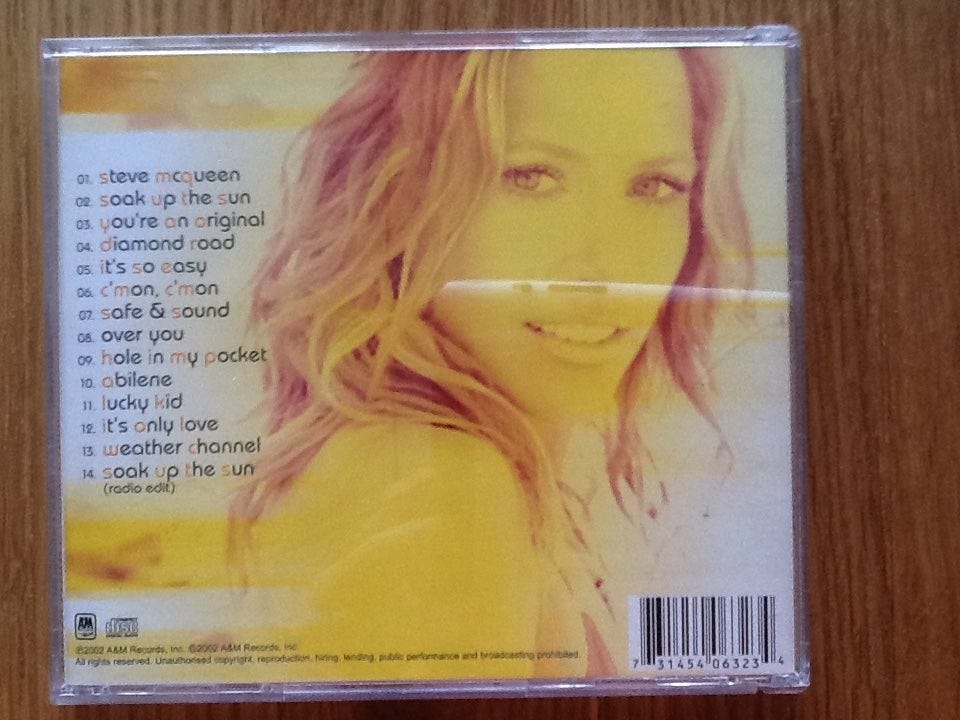 01. steve mcqueen
02. soak up the sun
03. you're an original
04. diamond road
05. it's so easy
06. c'mon, c'mon
07. safe & sound
08. over you
09. hole in my pocket
10. abilene
11. lucky kid
12. it's only love
13. weather channel
14. soak up the sun
(radio edit)
AM
℗2002 A&M Records, Inc. ©2002 A&M Records, Inc.
All rights reserved. Unauthorised copyright, reproduction, hiring, lending, public performance and broadcasting prohibited.
7 31454 06323 4